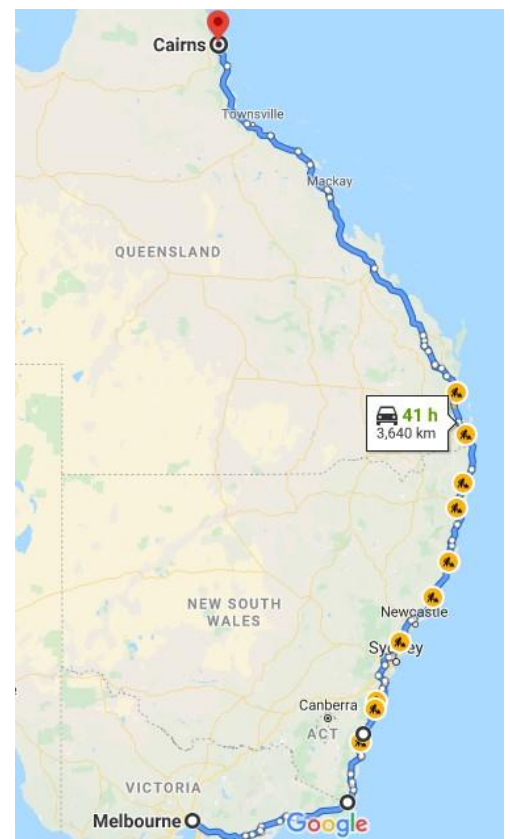 Cairns
Townsville
Mackay
QUEENSLAND
41 h
3,640 km
NEW SOUTH
WALES
Newcastle
Sydney
Canberra
ACT
VICTORIA
Melbourne
Google